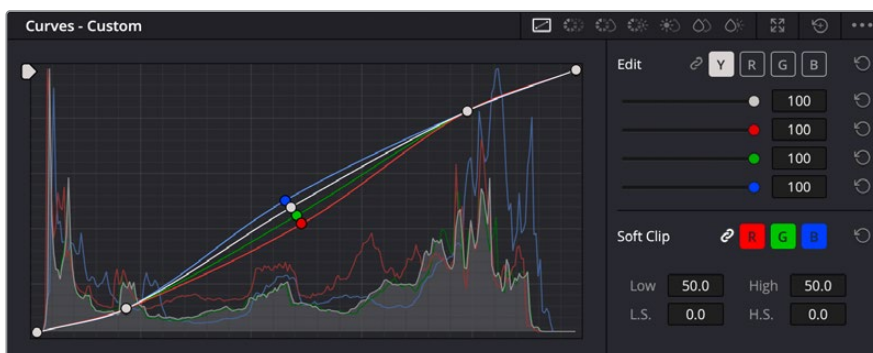 Curves - Custom
Edit Y R G B
100
100
100
100
Soft Clip R G B
Low 50.0 High 50.0
L.S. 0.0 H.S. 0.0